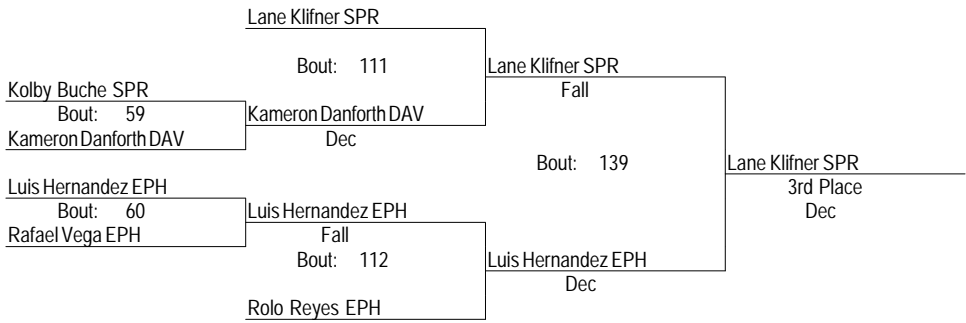 Lane Klifner SPR
Bout: 111
Lane Klifner SPR
Fall
Kolby Buche SPR
Bout: 59
Kameron Danforth DAV
Kameron Danforth DAV
Dec
Bout: 139
Lane Klifner SPR
3rd Place
Dec
Luis Hernandez EPH
Bout: 60
Rafael Vega EPH
Luis Hernandez EPH
Fall
Bout: 112
Luis Hernandez EPH
Dec
Rolo Reyes EPH